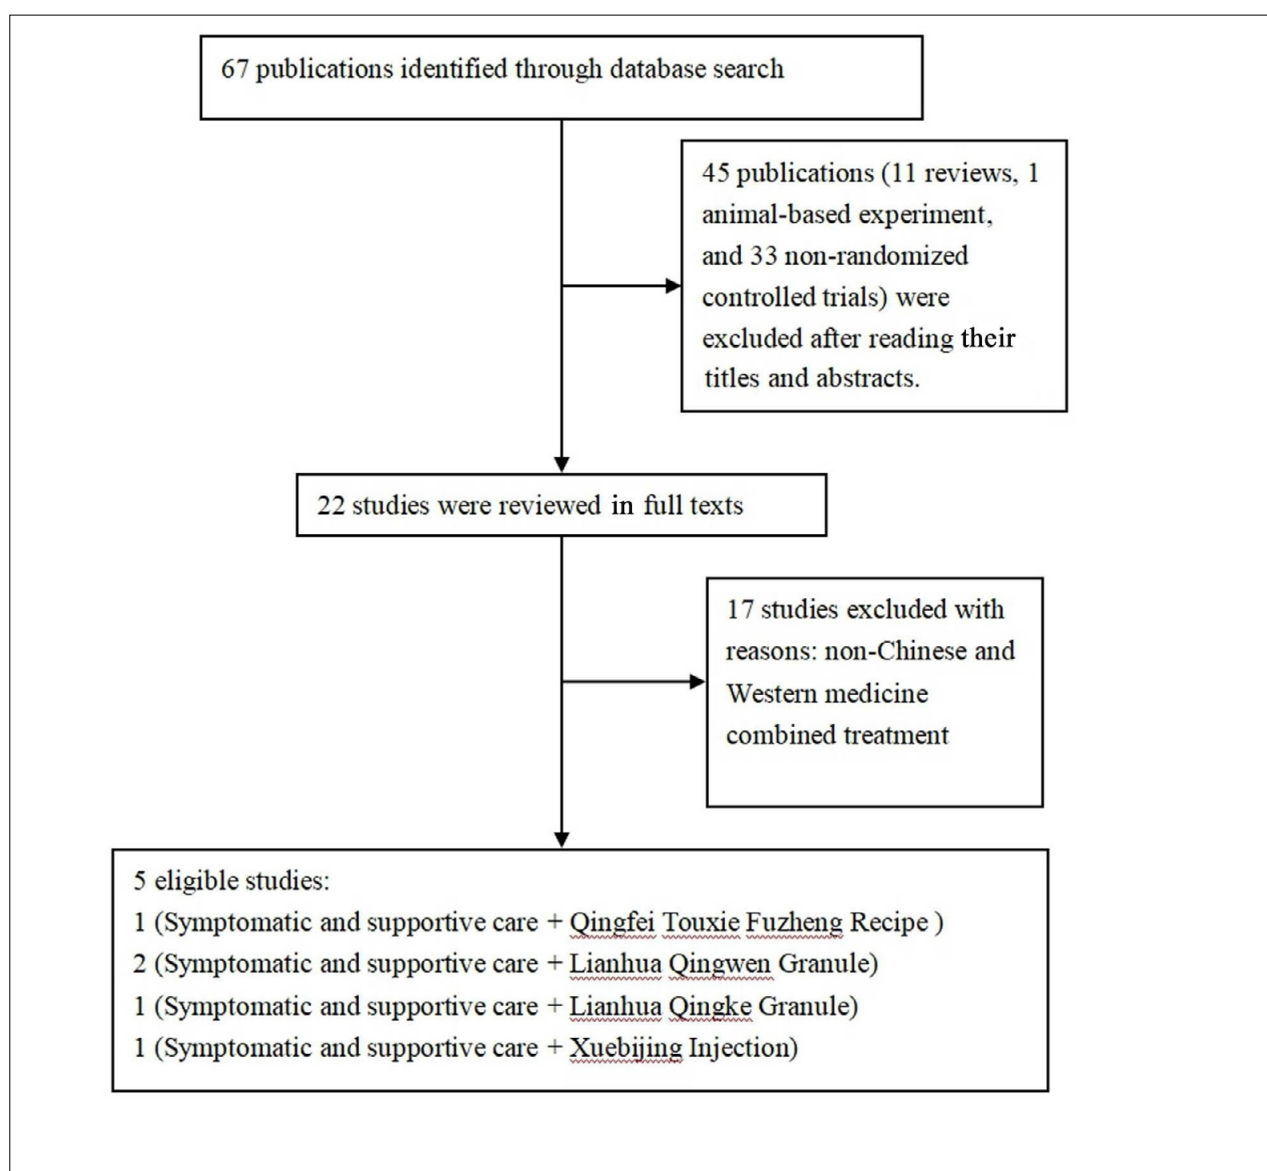 67 publications identified through database search
45 publications (11 reviews, 1
animal-based experiment,
and 33 non-randomized
controlled trials) were
excluded after reading their
titles and abstracts.
22 studies were reviewed in full texts
17 studies excluded with
reasons: non-Chinese and
Western medicine
combined treatment
5 eligible studies:
1 (Symptomatic and supportive care + Qingfei Touxie Fuzheng Recipe )
2 (Symptomatic and supportive care + Lianhua Qingwen Granule)
1 (Symptomatic and supportive care + Lianhua Qingke Granule)
1 (Symptomatic and supportive care + Xuebijing Injection)